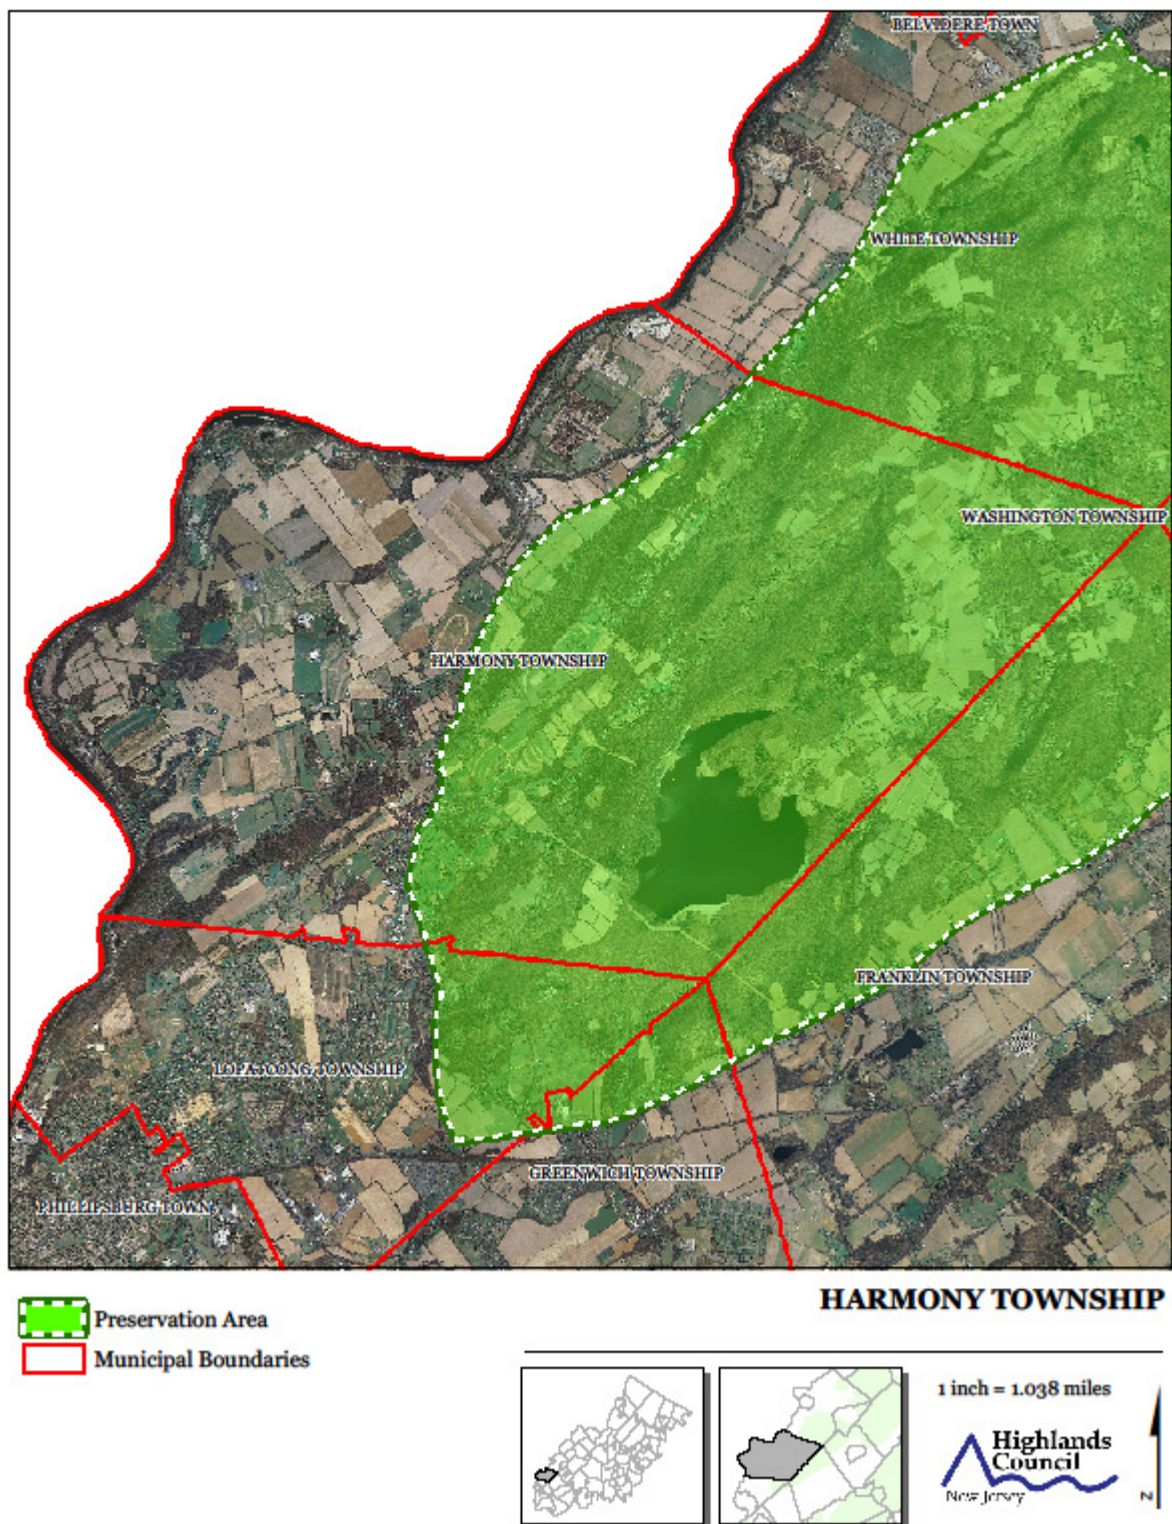 BELVIDERE TOWN
WHITE TOWNSHIP
WASHINGTON TOWNSHIP
HARMONY TOWNSHIP
FRANKLIN TOWNSHIP
LOPATCONG TOWNSHIP
GREENWICH TOWNSHIP
PHILLIPSBURG TOWN
HARMONY TOWNSHIP
Preservation Area
Municipal Boundaries
1 inch = 1.038 miles
Highlands
Council
New Jersey
N